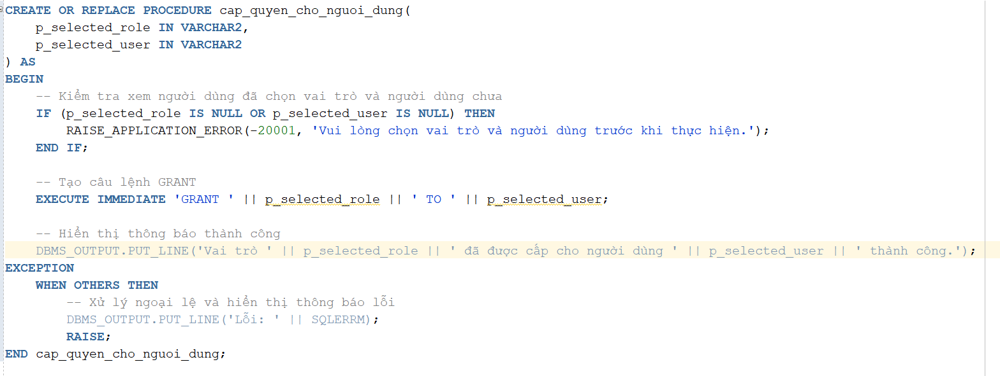 CREATE OR REPLACE PROCEDURE cap_quyen_cho_nguoi_dung(
    p_selected_role IN VARCHAR2,
    p_selected_user IN VARCHAR2
) AS
BEGIN
    -- Kiểm tra xem người dùng đã chọn vai trò và người dùng chưa
    IF (p_selected_role IS NULL OR p_selected_user IS NULL) THEN
        RAISE_APPLICATION_ERROR(-20001, 'Vui lòng chọn vai trò và người dùng trước khi thực hiện.');
    END IF;

    -- Tạo câu lệnh GRANT
    EXECUTE IMMEDIATE 'GRANT ' || p_selected_role || ' TO ' || p_selected_user;

    -- Hiển thị thông báo thành công
    DBMS_OUTPUT.PUT_LINE('Vai trò ' || p_selected_role || ' đã được cấp cho người dùng ' || p_selected_user || ' thành công.');
EXCEPTION
    WHEN OTHERS THEN
        -- Xử lý ngoại lệ và hiển thị thông báo lỗi
        DBMS_OUTPUT.PUT_LINE('Lỗi: ' || SQLERRM);
        RAISE;
END cap_quyen_cho_nguoi_dung;